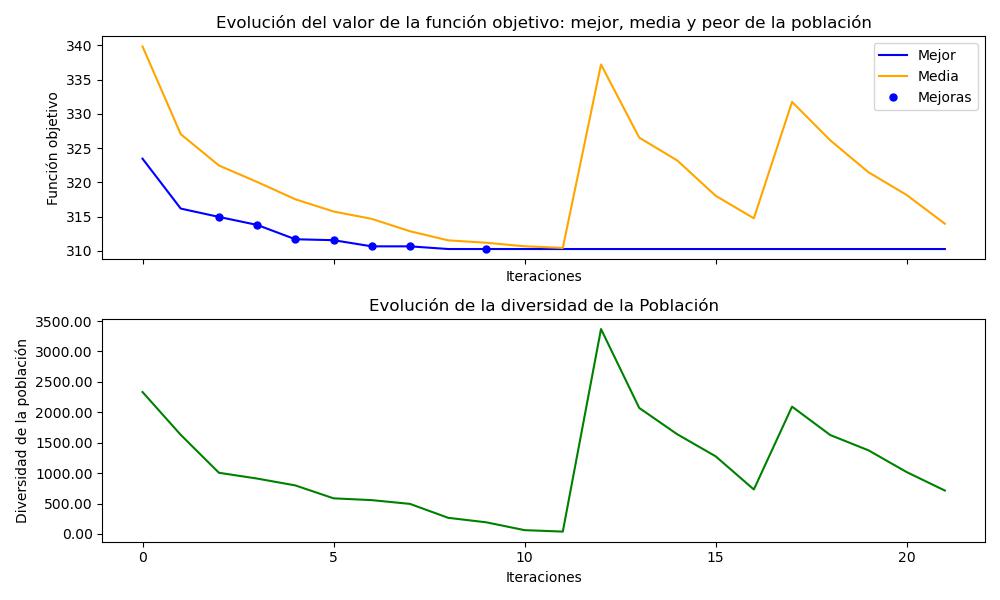 Evolución del valor de la función objetivo: mejor, media y peor de la población
340
335
330
325
320
315
310
Función objetivo
Mejor
Media
Mejoras
Iteraciones
Evolución de la diversidad de la Población
3500.00
3000.00
2500.00
2000.00
1500.00
1000.00
500.00
0.00
Diversidad de la población
0 5 10 15 20
Iteraciones